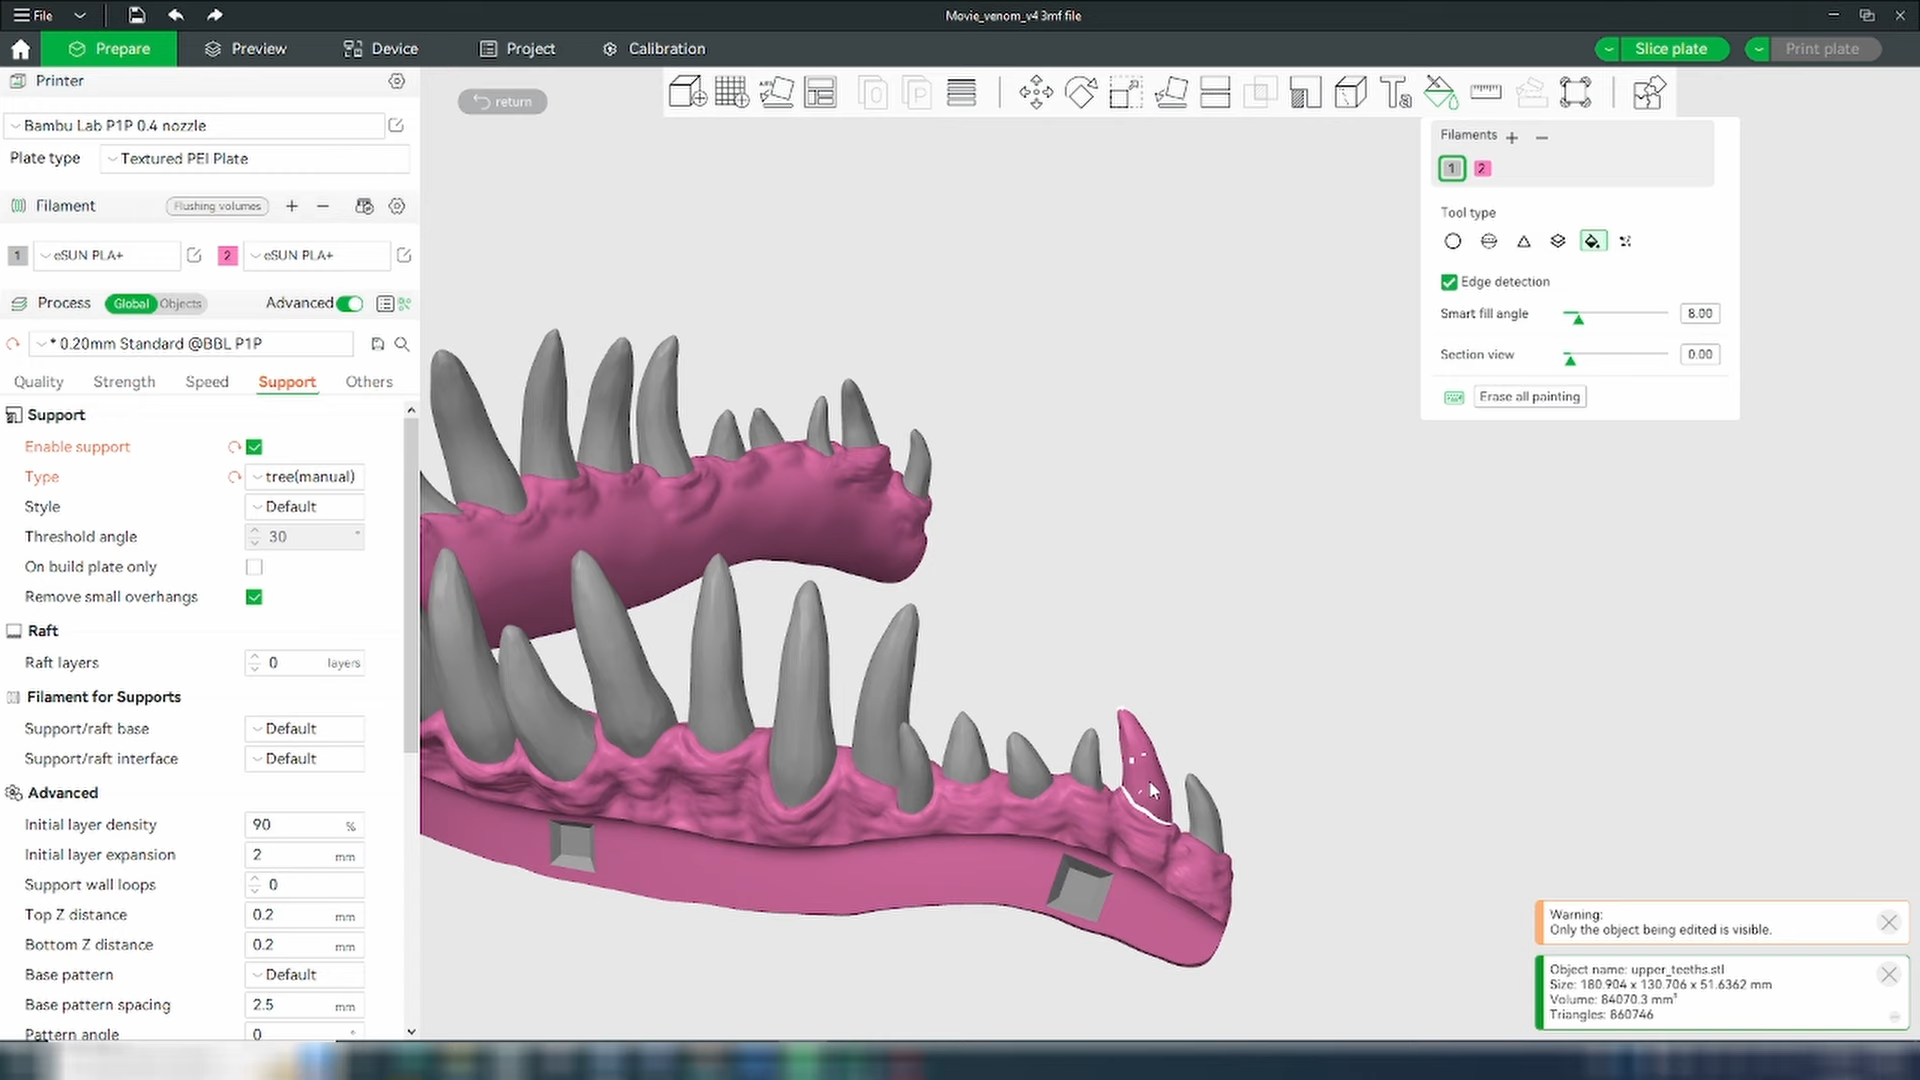 File
Movie_venom_v4 3mf file
Prepare
Preview
Device
Project
Calibration
Slice plate
Print plate
Printer
return
Bambu Lab P1P 0.4 nozzle
Plate type
Textured PEI Plate
Filament
Flushing volumes
1
eSUN PLA+
2
eSUN PLA+
Process
Global
Objects
Advanced
* 0.20mm Standard @BBL P1P
Quality
Strength
Speed
Support
Others
Support
Enable support
Type
tree(manual)
Style
Default
Threshold angle
30
°
On build plate only
Remove small overhangs
Raft
Raft layers
0
layers
Filament for Supports
Support/raft base
Default
Support/raft interface
Default
Advanced
Initial layer density
90
%
Initial layer expansion
2
mm
Support wall loops
0
Top Z distance
0.2
mm
Bottom Z distance
0.2
mm
Base pattern
Default
Base pattern spacing
2.5
mm
Pattern angle
0
°
Filaments
1
2
Tool type
Edge detection
Smart fill angle
8.00
Section view
0.00
Erase all painting
Warning:
Only the object being edited is visible.
Object name: upper_teeths.stl
Size: 180.904 x 130.706 x 51.6362 mm
Volume: 84070.3 mm³
Triangles: 860746